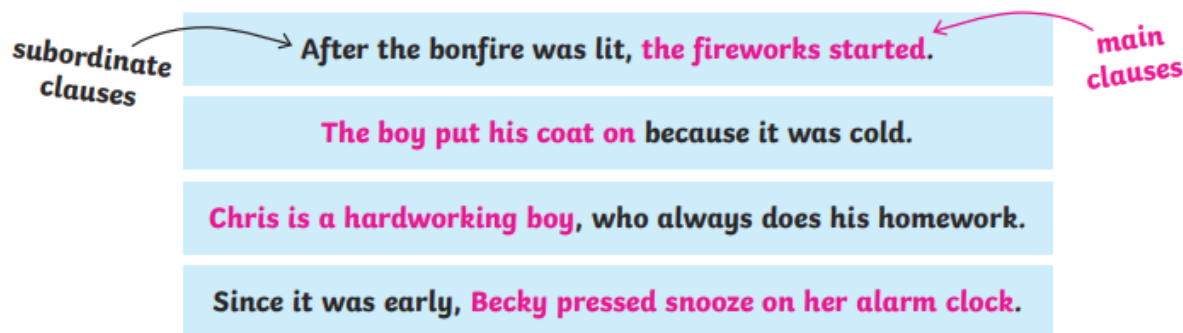 subordinate
clauses
After the bonfire was lit, the fireworks started.
main
clauses
The boy put his coat on because it was cold.
Chris is a hardworking boy, who always does his homework.
Since it was early, Becky pressed snooze on her alarm clock.